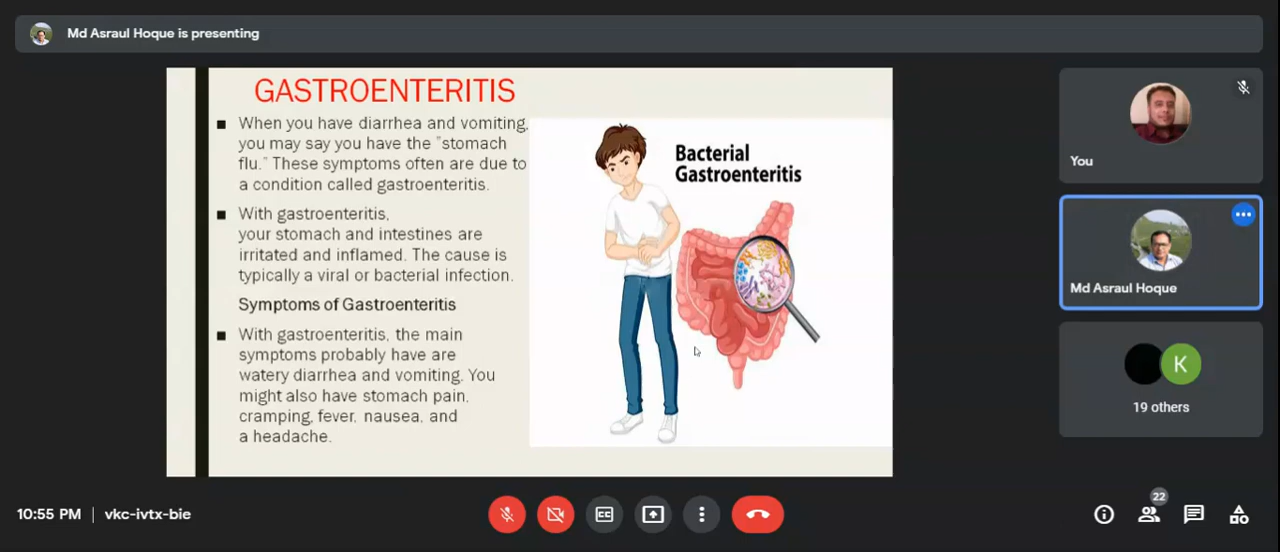 Md Asraul Hoque is presenting
GASTROENTERITIS
When you have diarrhea and vomiting,
you may say you have the "stomach
flu." These symptoms often are due to
a condition called gastroenteritis.
With gastroenteritis,
your stomach and intestines are
irritated and inflamed. The cause is
typically a viral or bacterial infection.
Symptoms of Gastroenteritis
With gastroenteritis, the main
symptoms probably have are
watery diarrhea and vomiting. You
might also have stomach pain,
cramping, fever, nausea, and
a headache.
Bacterial
Gastroenteritis
You
Md Asraul Hoque
K
19 others
10:55 PM | vkc-ivtx-bie
CC
22